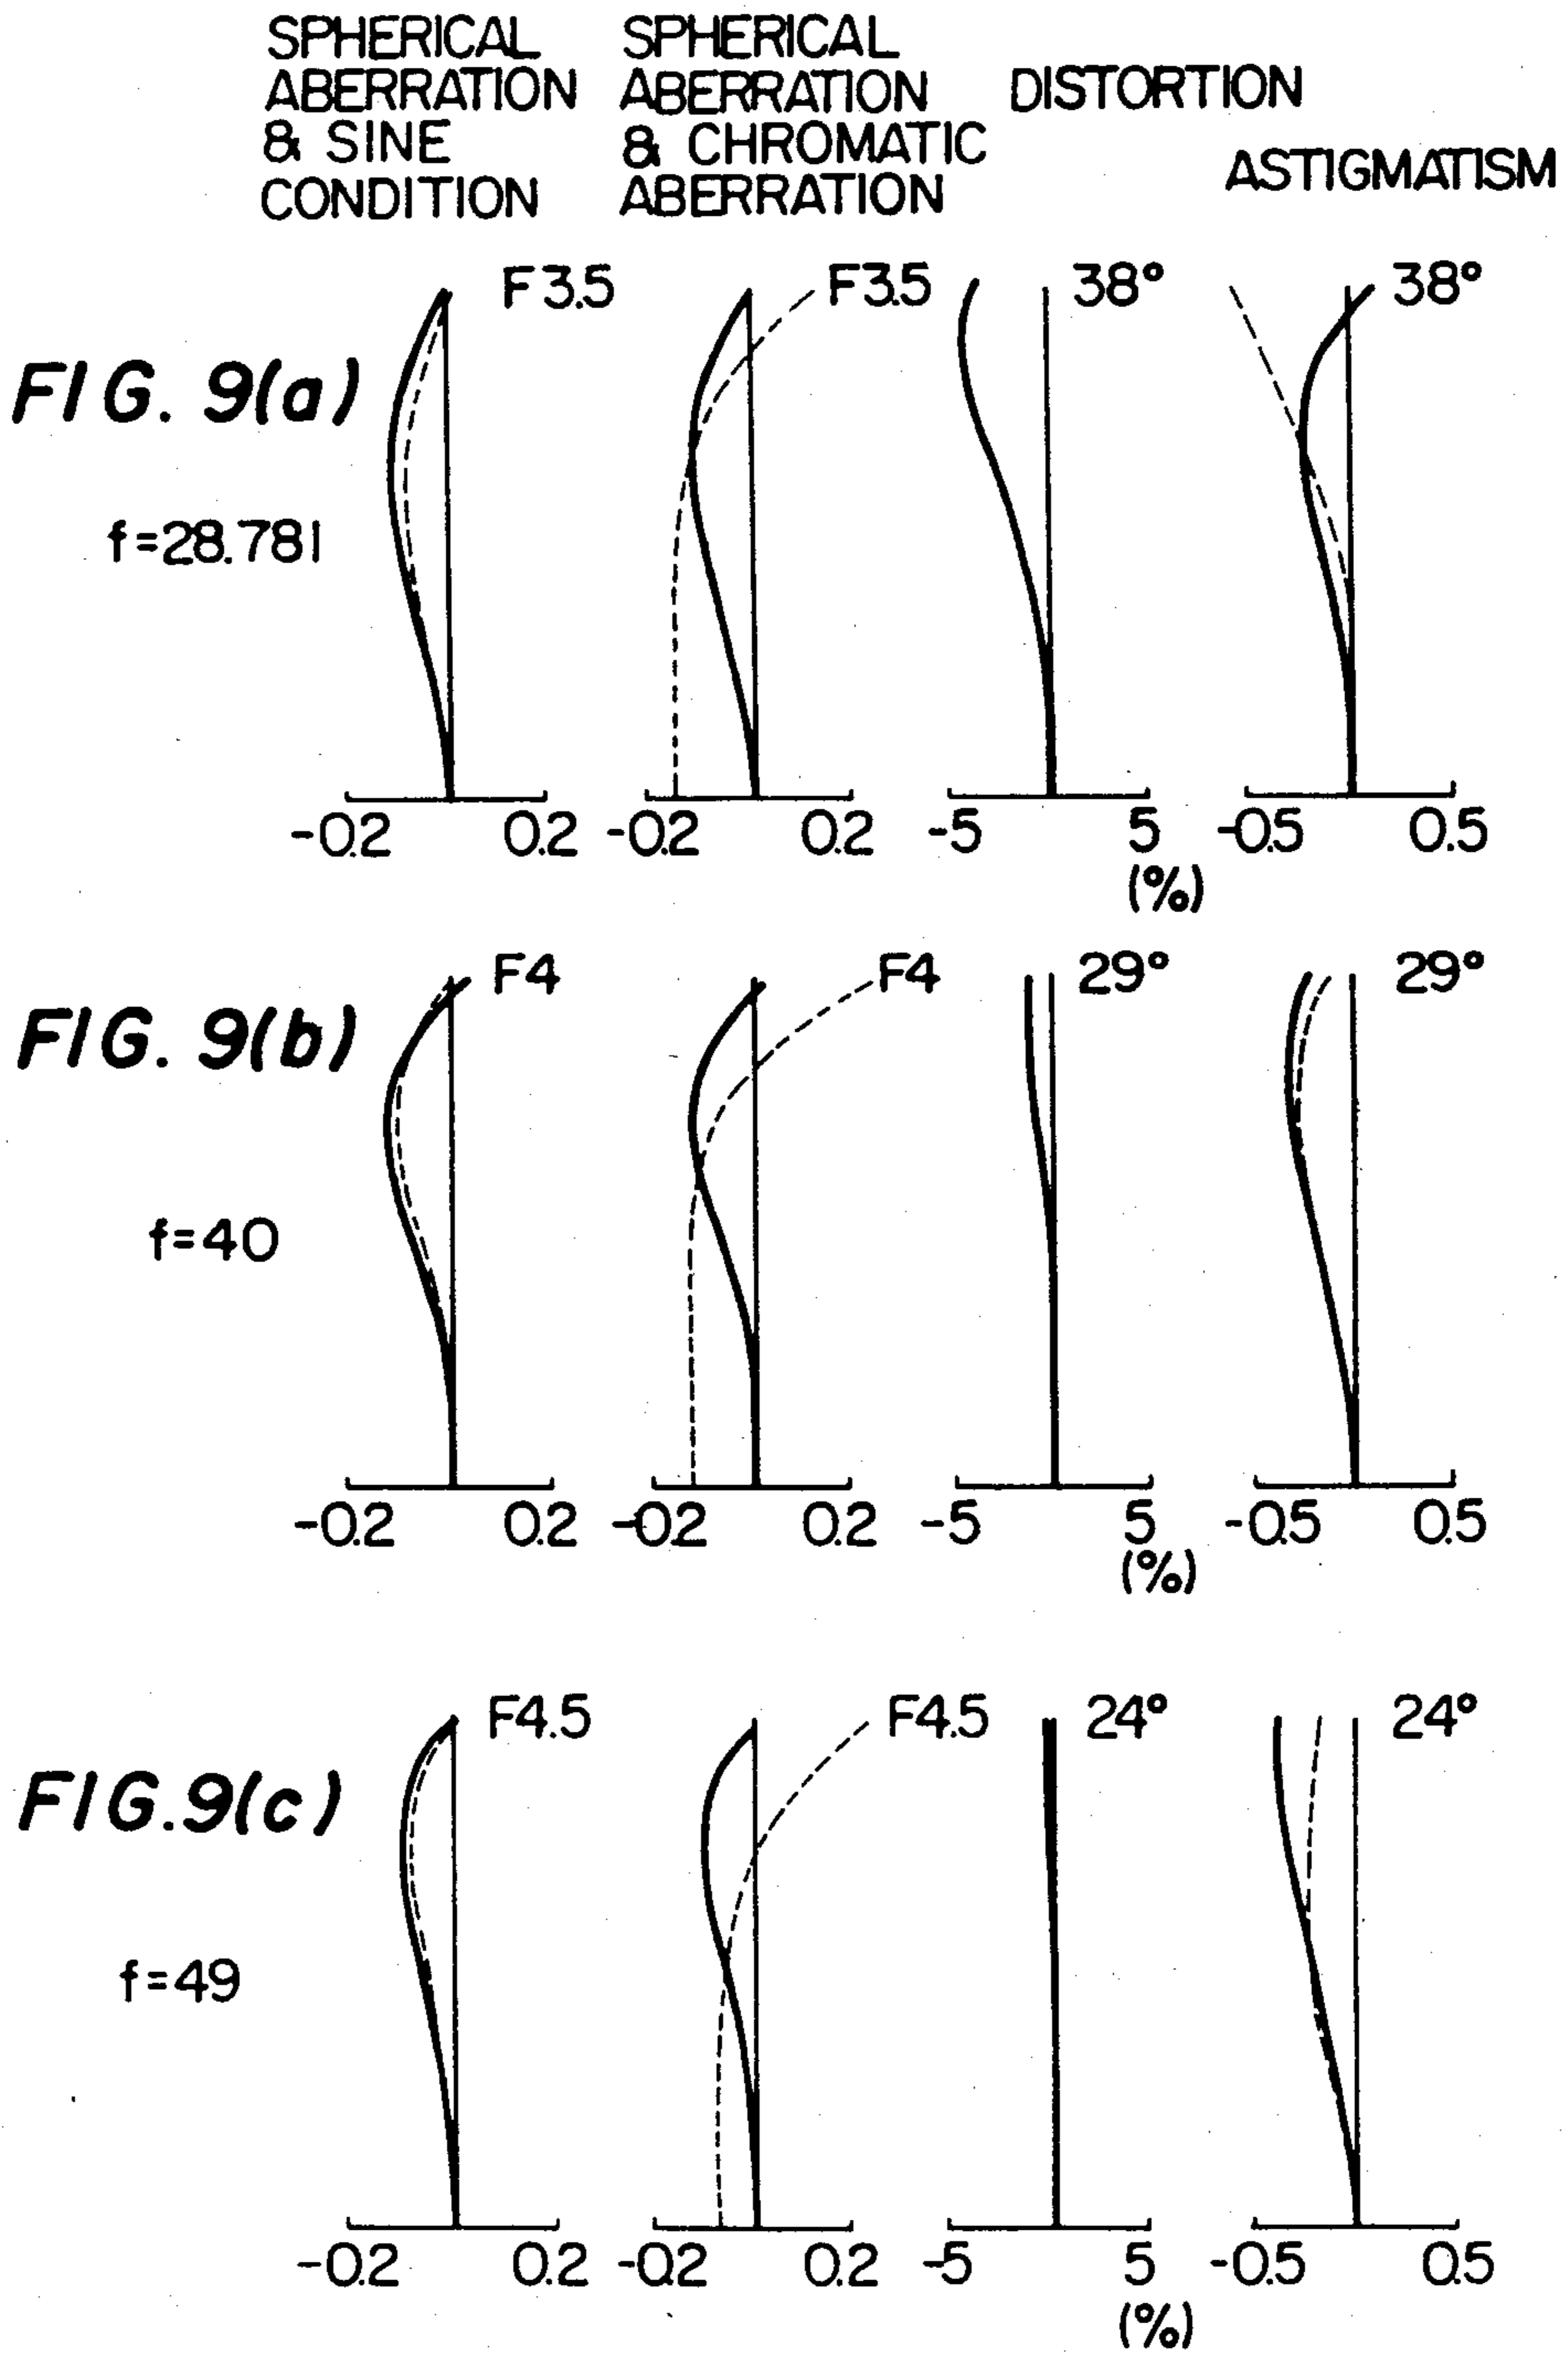 SPHERICAL
ABERRATION
& SINE
CONDITION
SPHERICAL
ABERRATION
& CHROMATIC
ABERRATION
DISTORTION
ASTIGMATISM
FIG. 9(a)
f=28.781
F3.5
-0.2 0.2
F3.5
-0.2 0.2
38°
-5 5
(%)
38°
-0.5 0.5
FIG. 9(b)
f=40
F4
-0.2 0.2
F4
-0.2 0.2
29°
-5 5
(%)
29°
-0.5 0.5
FIG.9(c)
f=49
F4.5
-0.2 0.2
F4.5
-0.2 0.2
24°
-5 5
(%)
24°
-0.5 0.5